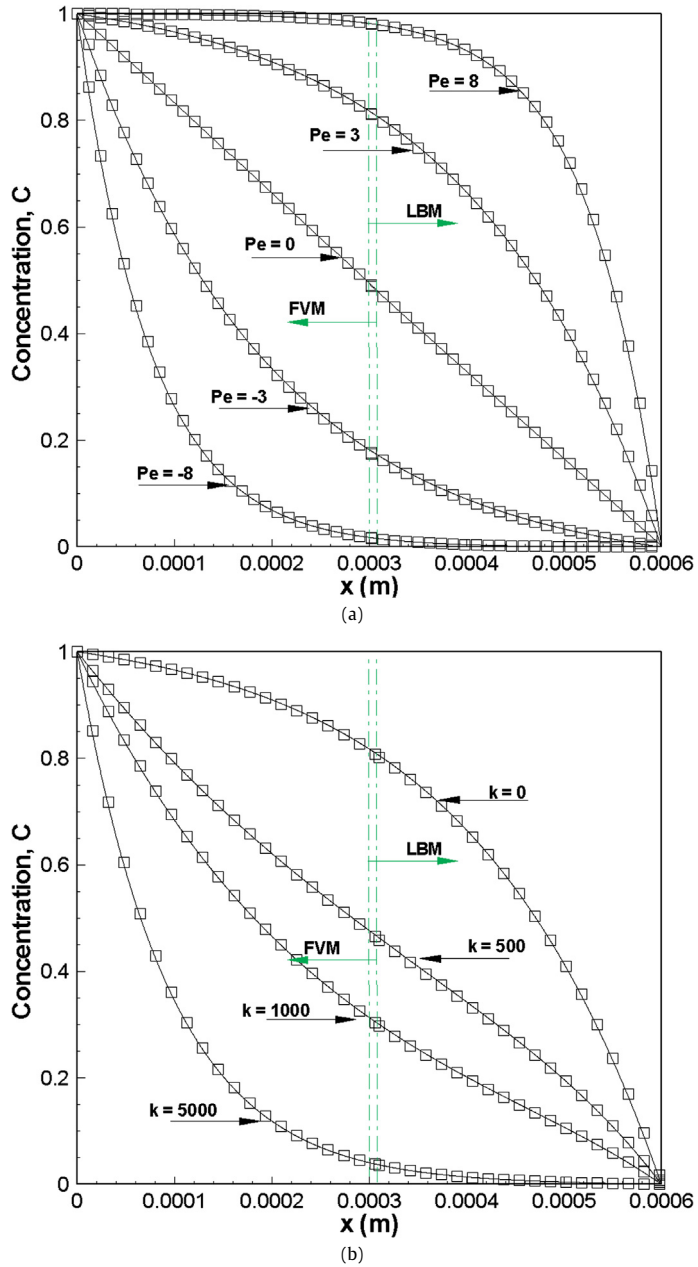 1
0.8
0.6
0.4
0.2
0
Concentration, C
Pe = 8
Pe = 3
LBM
Pe = 0
FVM
Pe = -3
Pe = -8
0 0.0001 0.0002 0.0003 0.0004 0.0005 0.0006
x (m)
(a)
1
0.8
0.6
0.4
0.2
0
Concentration, C
k = 0
LBM
k = 500
FVM
k = 1000
k = 5000
0 0.0001 0.0002 0.0003 0.0004 0.0005 0.0006
x (m)
(b)